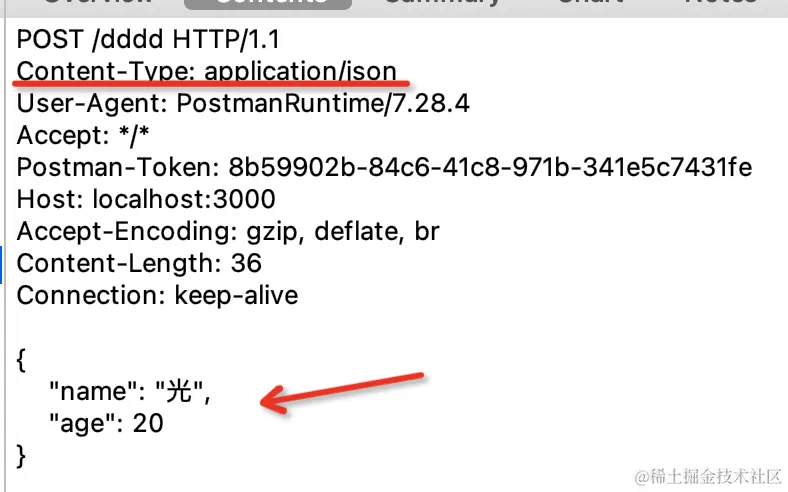 Overview Contents Summary Chart Notes
POST /dddd HTTP/1.1
Content-Type: application/json
User-Agent: PostmanRuntime/7.28.4
Accept: */*
Postman-Token: 8b59902b-84c6-41c8-971b-341e5c7431fe
Host: localhost:3000
Accept-Encoding: gzip, deflate, br
Content-Length: 36
Connection: keep-alive
{
"name": "光",
"age": 20
}
@稀土掘金技术社区